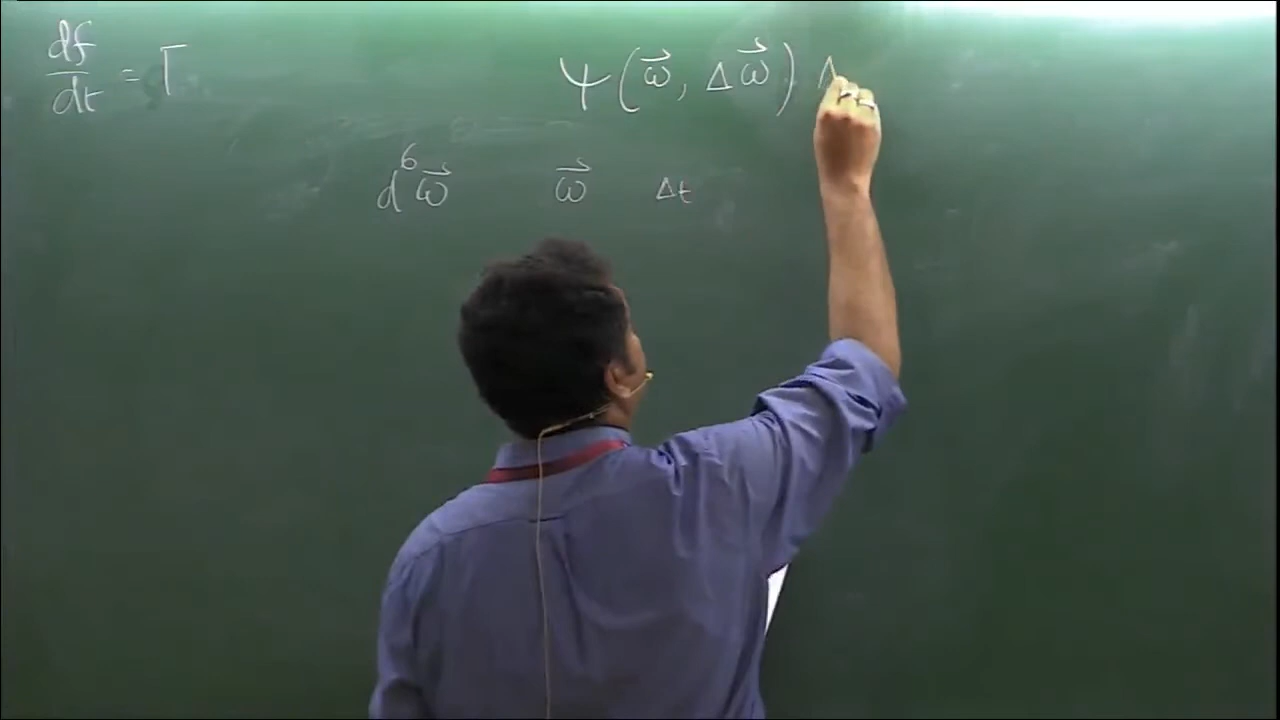 df/dt = Γ    ψ(ω⃗, Δω⃗) Δ
d⁶ω⃗    ω⃗    Δt